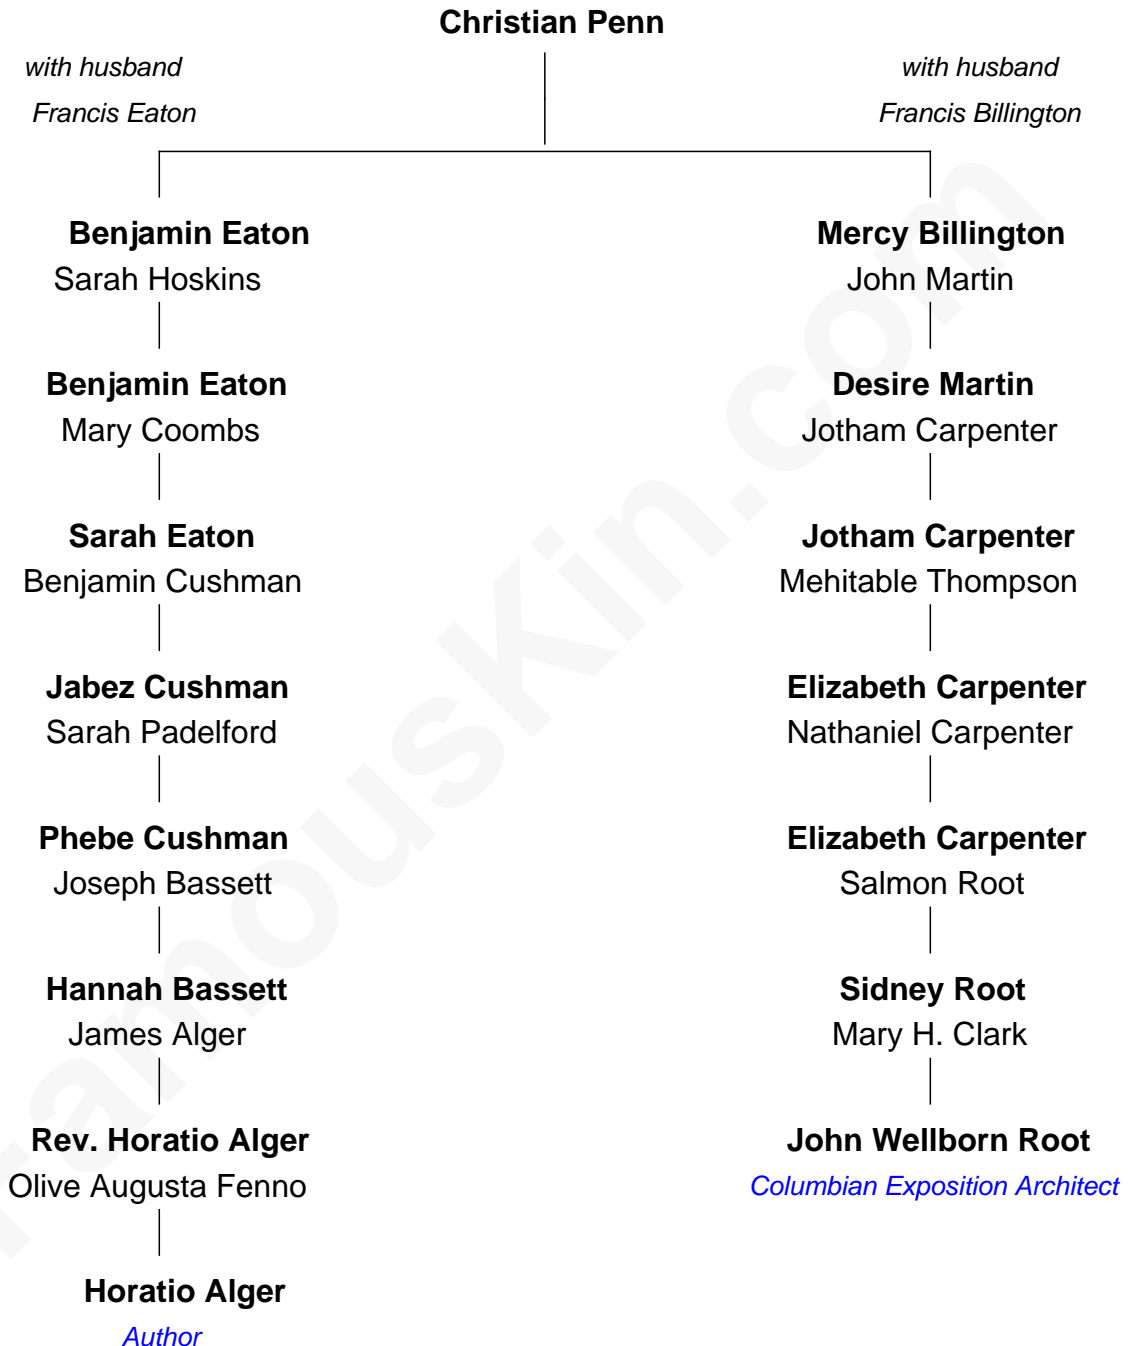 Christian Penn
with husband
Francis Eaton
with husband
Francis Billington
Benjamin Eaton
Sarah Hoskins
Benjamin Eaton
Mary Coombs
Sarah Eaton
Benjamin Cushman
Jabez Cushman
Sarah Padelford
Phebe Cushman
Joseph Bassett
Hannah Bassett
James Alger
Rev. Horatio Alger
Olive Augusta Fenno
Horatio Alger
Author
Mercy Billington
John Martin
Desire Martin
Jotham Carpenter
Jotham Carpenter
Mehitable Thompson
Elizabeth Carpenter
Nathaniel Carpenter
Elizabeth Carpenter
Salmon Root
Sidney Root
Mary H. Clark
John Wellborn Root
Columbian Exposition Architect
FamousKin.com